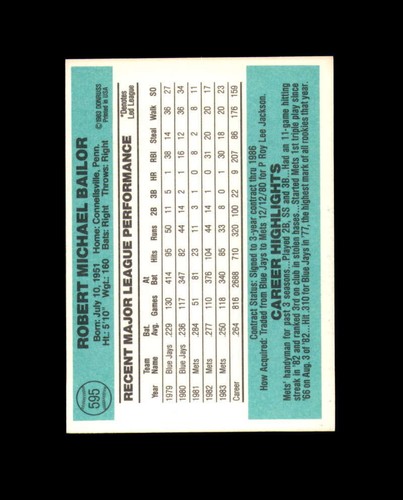 595
© 1983 DONRUSS
Printed in USA
ROBERT MICHAEL BAILOR
Born: July 10, 1951 Home: Connellsville, Penn.
Ht.: 5'10" Wgt.: 160 Bats: Right Throws: Right
*Denotes
Led League
RECENT MAJOR LEAGUE PERFORMANCE
Team Bat. At
Year Name Avg. Games Bat Hits Runs 2B 3B HR RBI Steal Walk SO
1979 Blue Jays .229 130 414 95 50 11 5 1 38 14 36 27
1980 Blue Jays .236 117 347 82 44 14 2 1 16 12 36 34
1981 Mets .284 51 81 23 11 3 1 0 8 2 8 11
1982 Mets .277 110 376 104 44 14 1 0 31 20 20 17
1983 Mets .250 118 340 85 33 8 0 1 30 18 20 23
Career .264 816 2688 710 320 100 22 9 207 86 176 159
Contract Status: Signed to 3-year contract thru 1986
How Acquired: Traded from Blue Jays to Mets 12/12/80 for P Roy Lee Jackson.
CAREER HIGHLIGHTS
Mets' handyman for past 3 seasons...Played 2B, SS and 3B...Had an 11-game hitting
streak in '82 and ranked 3rd on club in stolen bases...Started Mets 1st triple play since
'66 on Aug. 3 of '82...Hit .310 for Blue Jays in '77, the highest mark of all rookies that year.